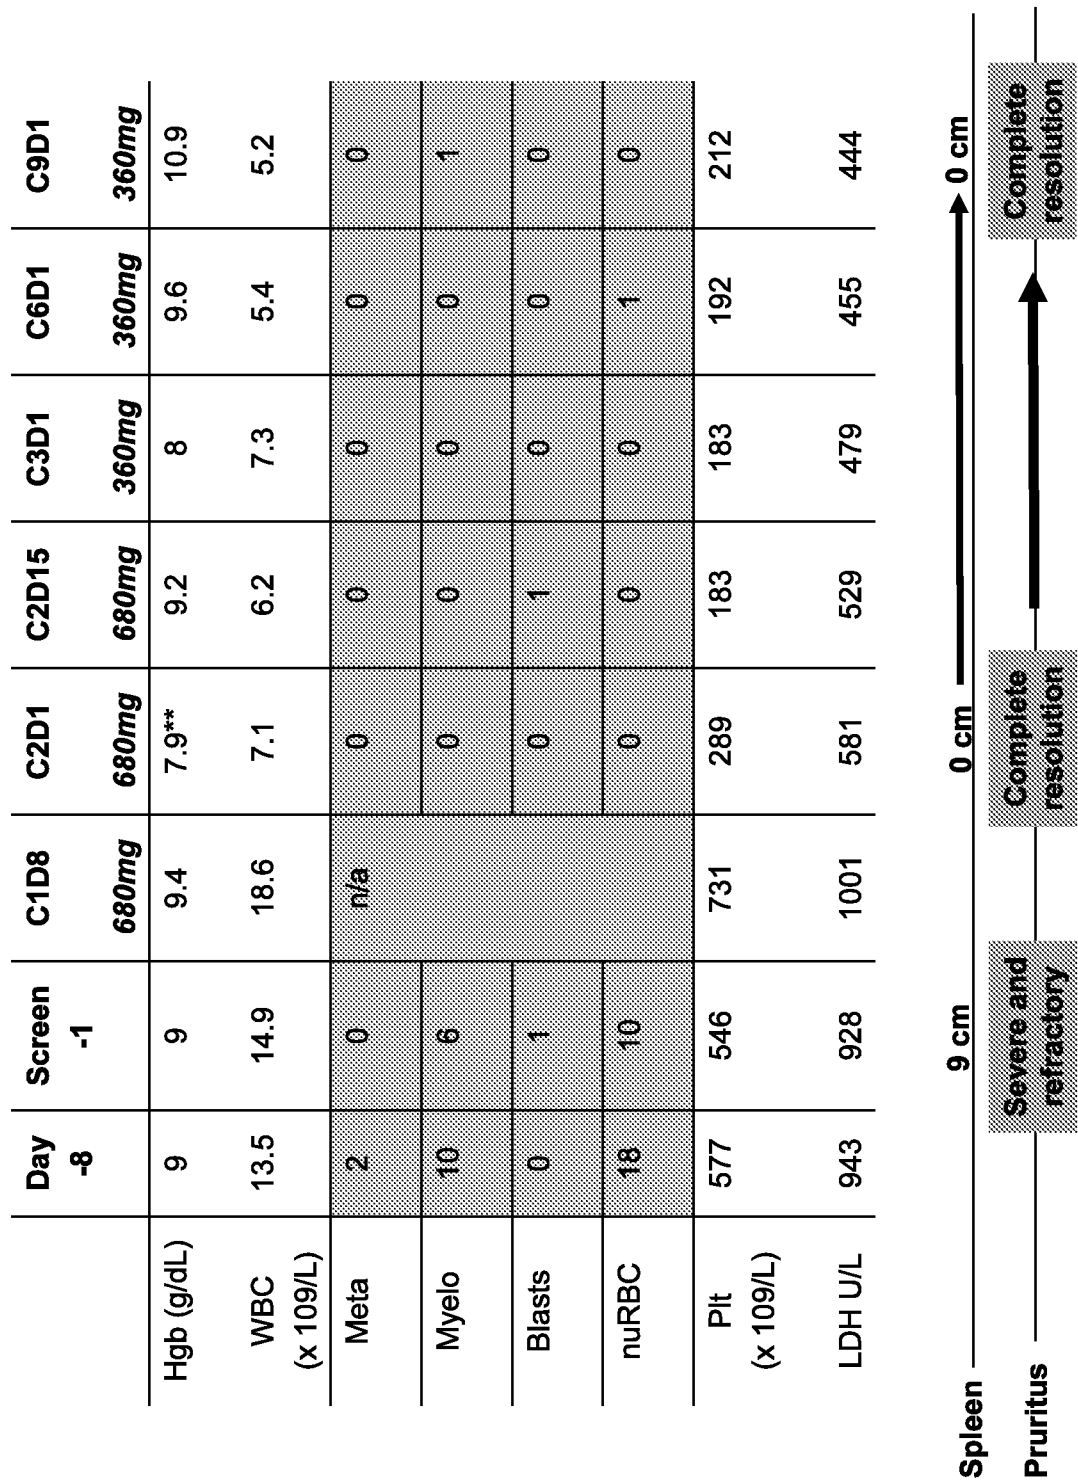 Day Screen C1D8 C2D1 C2D15 C3D1 C6D1 C9D1
-8 -1 680mg 680mg 680mg 360mg 360mg 360mg
Hgb (g/dL) 9 9 9.4 7.9** 9.2 8 9.6 10.9
WBC 13.5 14.9 18.6 7.1 6.2 7.3 5.4 5.2
(x 109/L)
Meta 2 0 n/a 0 0 0 0 0
Myelo 10 6 0 0 0 0 1
Blasts 0 1 0 1 0 0 0
nuRBC 18 10 0 0 0 1 0
Plt 577 546 731 289 183 183 192 212
(x 109/L)
LDH U/L 943 928 1001 581 529 479 455 444
Spleen 9 cm 0 cm 0 cm
Pruritus Severe and Complete Complete
refractory resolution resolution